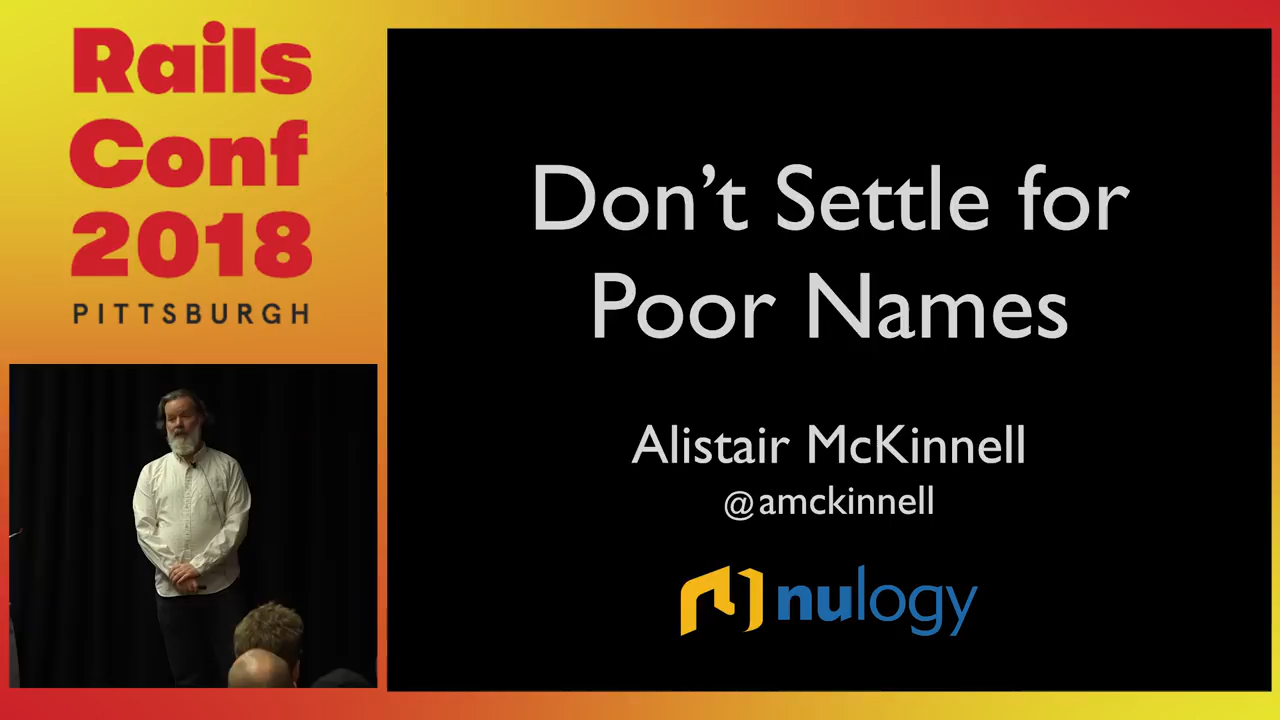 Rails
Conf
2018
PITTSBURGH
Don’t Settle for
Poor Names
Alistair McKinnell
@amckinnell
nulogy